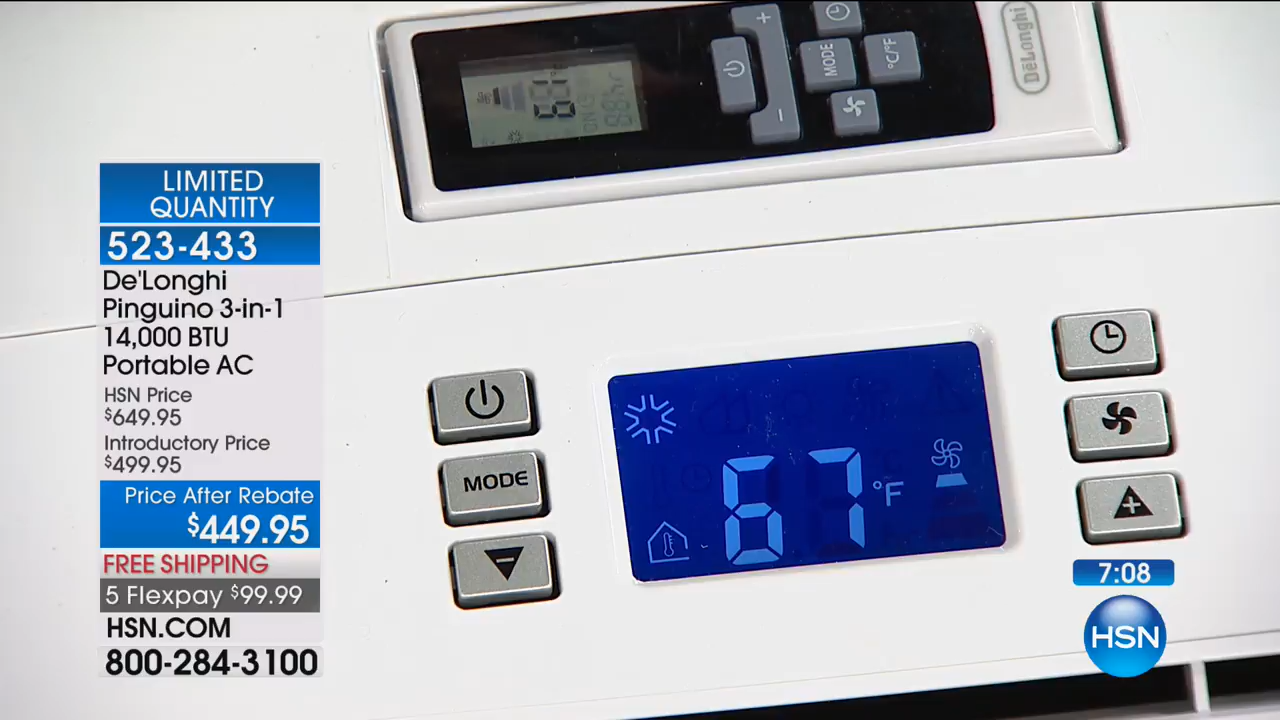 LIMITED
QUANTITY
523-433
De'Longhi
Pinguino 3-in-1
14,000 BTU
Portable AC
HSN Price
$649.95
Introductory Price
$499.95
Price After Rebate
$449.95
FREE SHIPPING
5 Flexpay $99.99
HSN.COM
800-284-3100
+
−
MODE
°C/°F
DeLonghi
MODE
−
67 °F
+
7:08
HSN